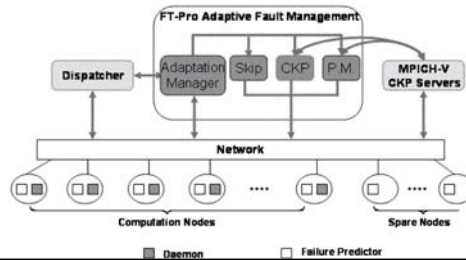 FT-Pro Adaptive Fault Management
Dispatcher
Adaptation
Manager
Skip
CKP
P.M.
MPICH-V
CKP Servers
Network
....
....
Computation Nodes
Spare Nodes
Daemon
Failure Predictor